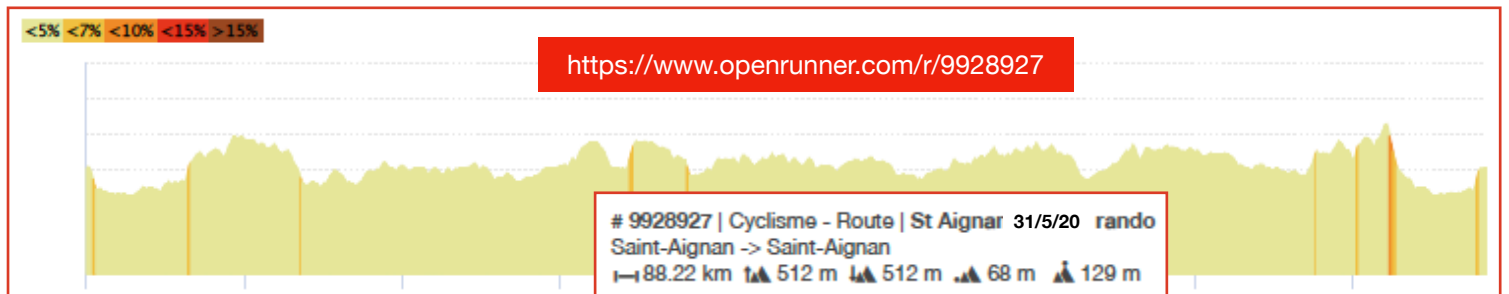 <5% <7% <10% <15% >15%
https://www.openrunner.com/r/9928927
# 9928927 | Cyclisme - Route | St Aignar 31/5/20 rando
Saint-Aignan -> Saint-Aignan
88.22 km 512 m 512 m 68 m 129 m